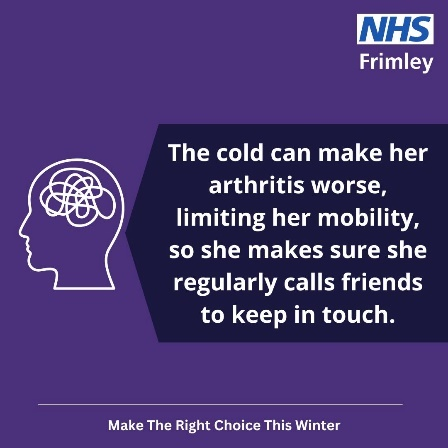 NHS
Frimley
The cold can make her
arthritis worse,
limiting her mobility,
so she makes sure she
regularly calls friends
to keep in touch.
Make The Right Choice This Winter